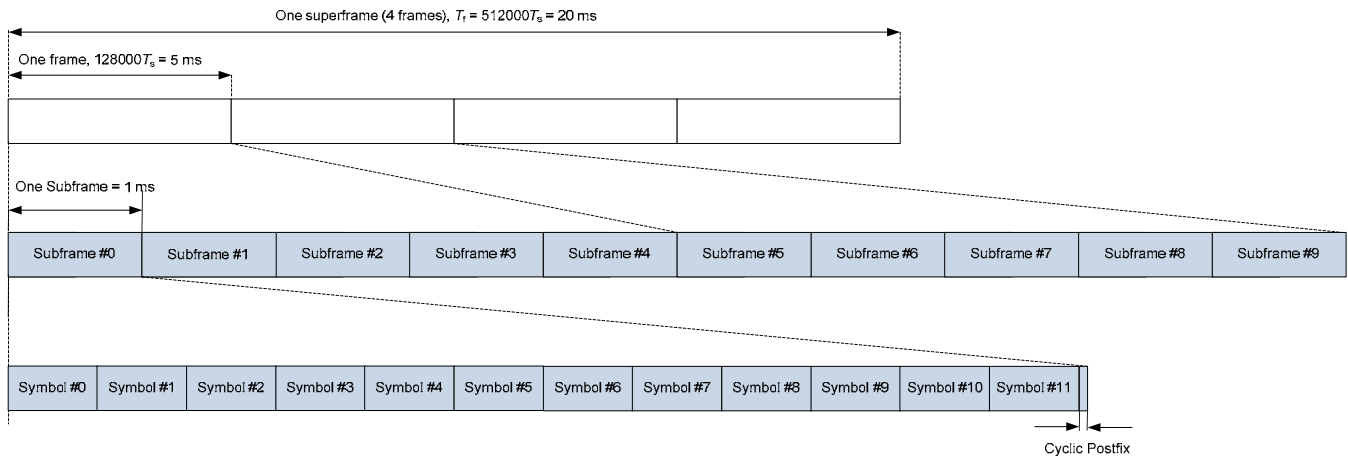 One superframe (4 frames), Tf = 512000Ts = 20 ms
One frame, 128000Ts = 5 ms
One Subframe = 1 ms
Subframe #0 Subframe #1 Subframe #2 Subframe #3 Subframe #4 Subframe #5 Subframe #6 Subframe #7 Subframe #8 Subframe #9
Symbol #0 Symbol #1 Symbol #2 Symbol #3 Symbol #4 Symbol #5 Symbol #6 Symbol #7 Symbol #8 Symbol #9 Symbol #10 Symbol #11
Cyclic Postfix